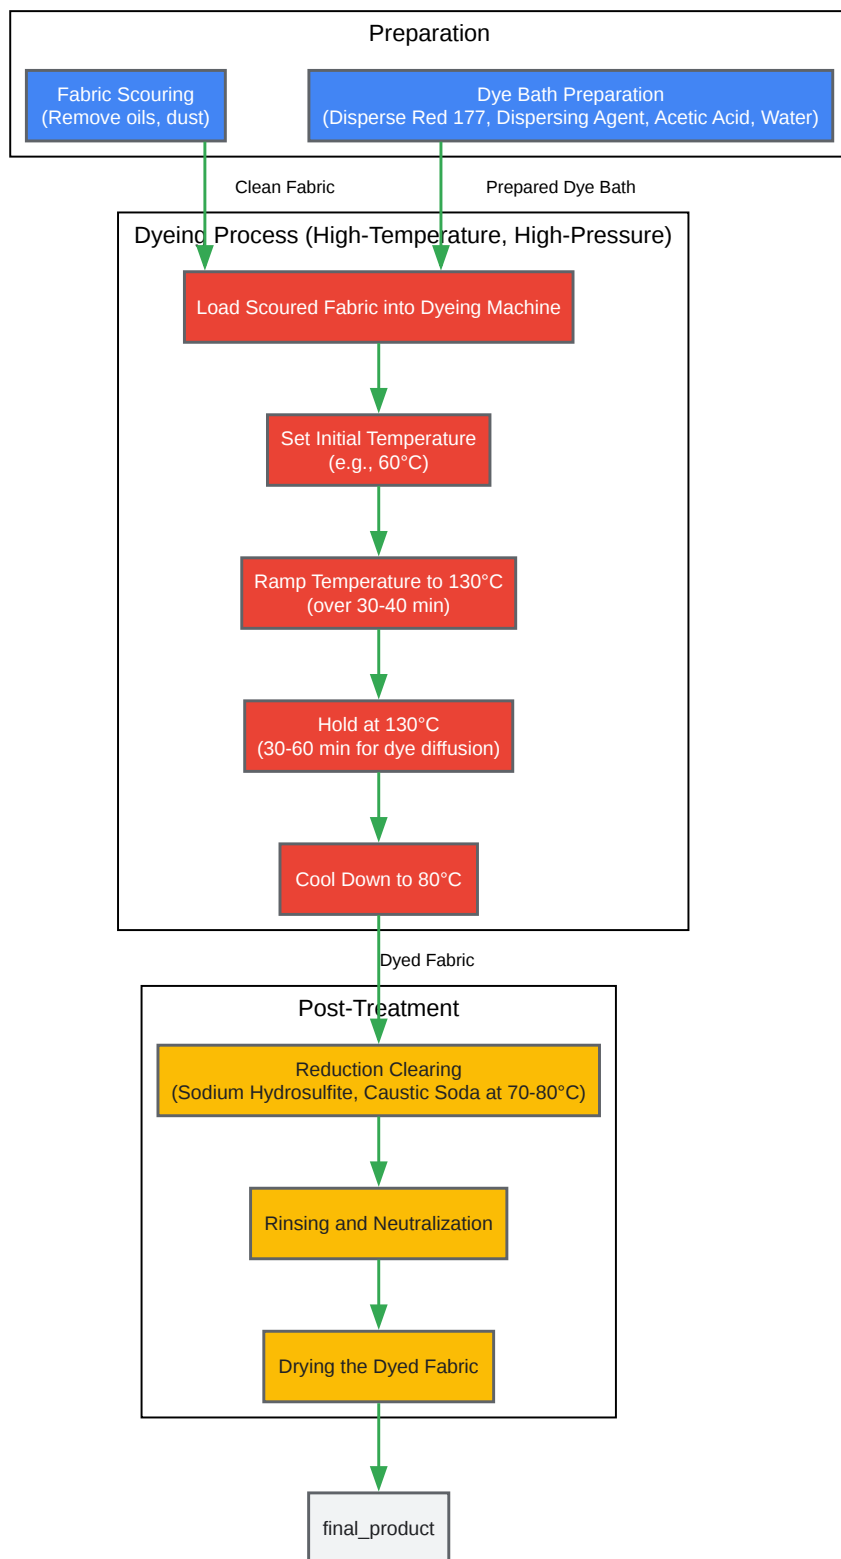 Preparation
Fabric Scouring
(Remove oils, dust)
Dye Bath Preparation
(Disperse Red 177, Dispersing Agent, Acetic Acid, Water)
Clean Fabric
Prepared Dye Bath
Dyeing Process (High-Temperature, High-Pressure)
Load Scoured Fabric into Dyeing Machine
Set Initial Temperature
(e.g., 60°C)
Ramp Temperature to 130°C
(over 30-40 min)
Hold at 130°C
(30-60 min for dye diffusion)
Cool Down to 80°C
Dyed Fabric
Post-Treatment
Reduction Clearing
(Sodium Hydrosulfite, Caustic Soda at 70-80°C)
Rinsing and Neutralization
Drying the Dyed Fabric
final_product